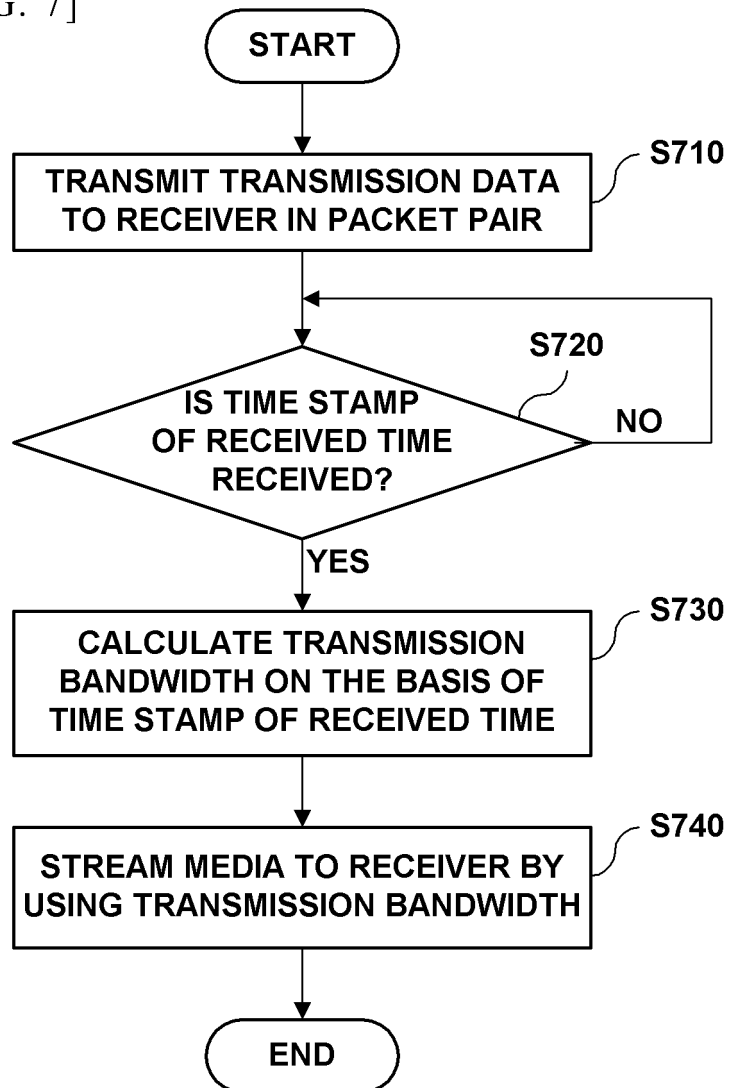 G. 7]
START
S710
TRANSMIT TRANSMISSION DATA
TO RECEIVER IN PACKET PAIR
S720
IS TIME STAMP
OF RECEIVED TIME
RECEIVED?
NO
YES
S730
CALCULATE TRANSMISSION
BANDWIDTH ON THE BASIS OF
TIME STAMP OF RECEIVED TIME
S740
STREAM MEDIA TO RECEIVER BY
USING TRANSMISSION BANDWIDTH
END